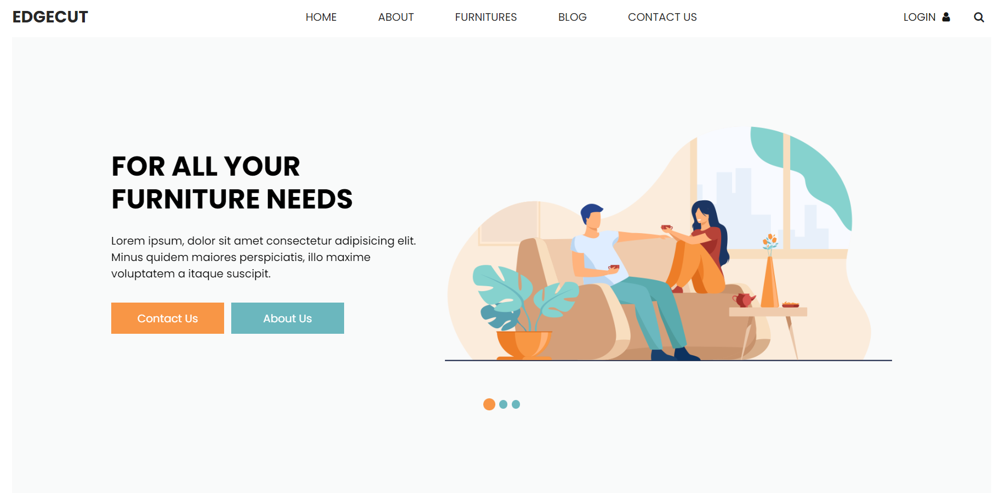 EDGECUT
HOME
ABOUT
FURNITURES
BLOG
CONTACT US
LOGIN
FOR ALL YOUR
FURNITURE NEEDS
Lorem ipsum, dolor sit amet consectetur adipisicing elit.
Minus quidem maiores perspiciatis, illo maxime
voluptatem a itaque suscipit.
Contact Us
About Us